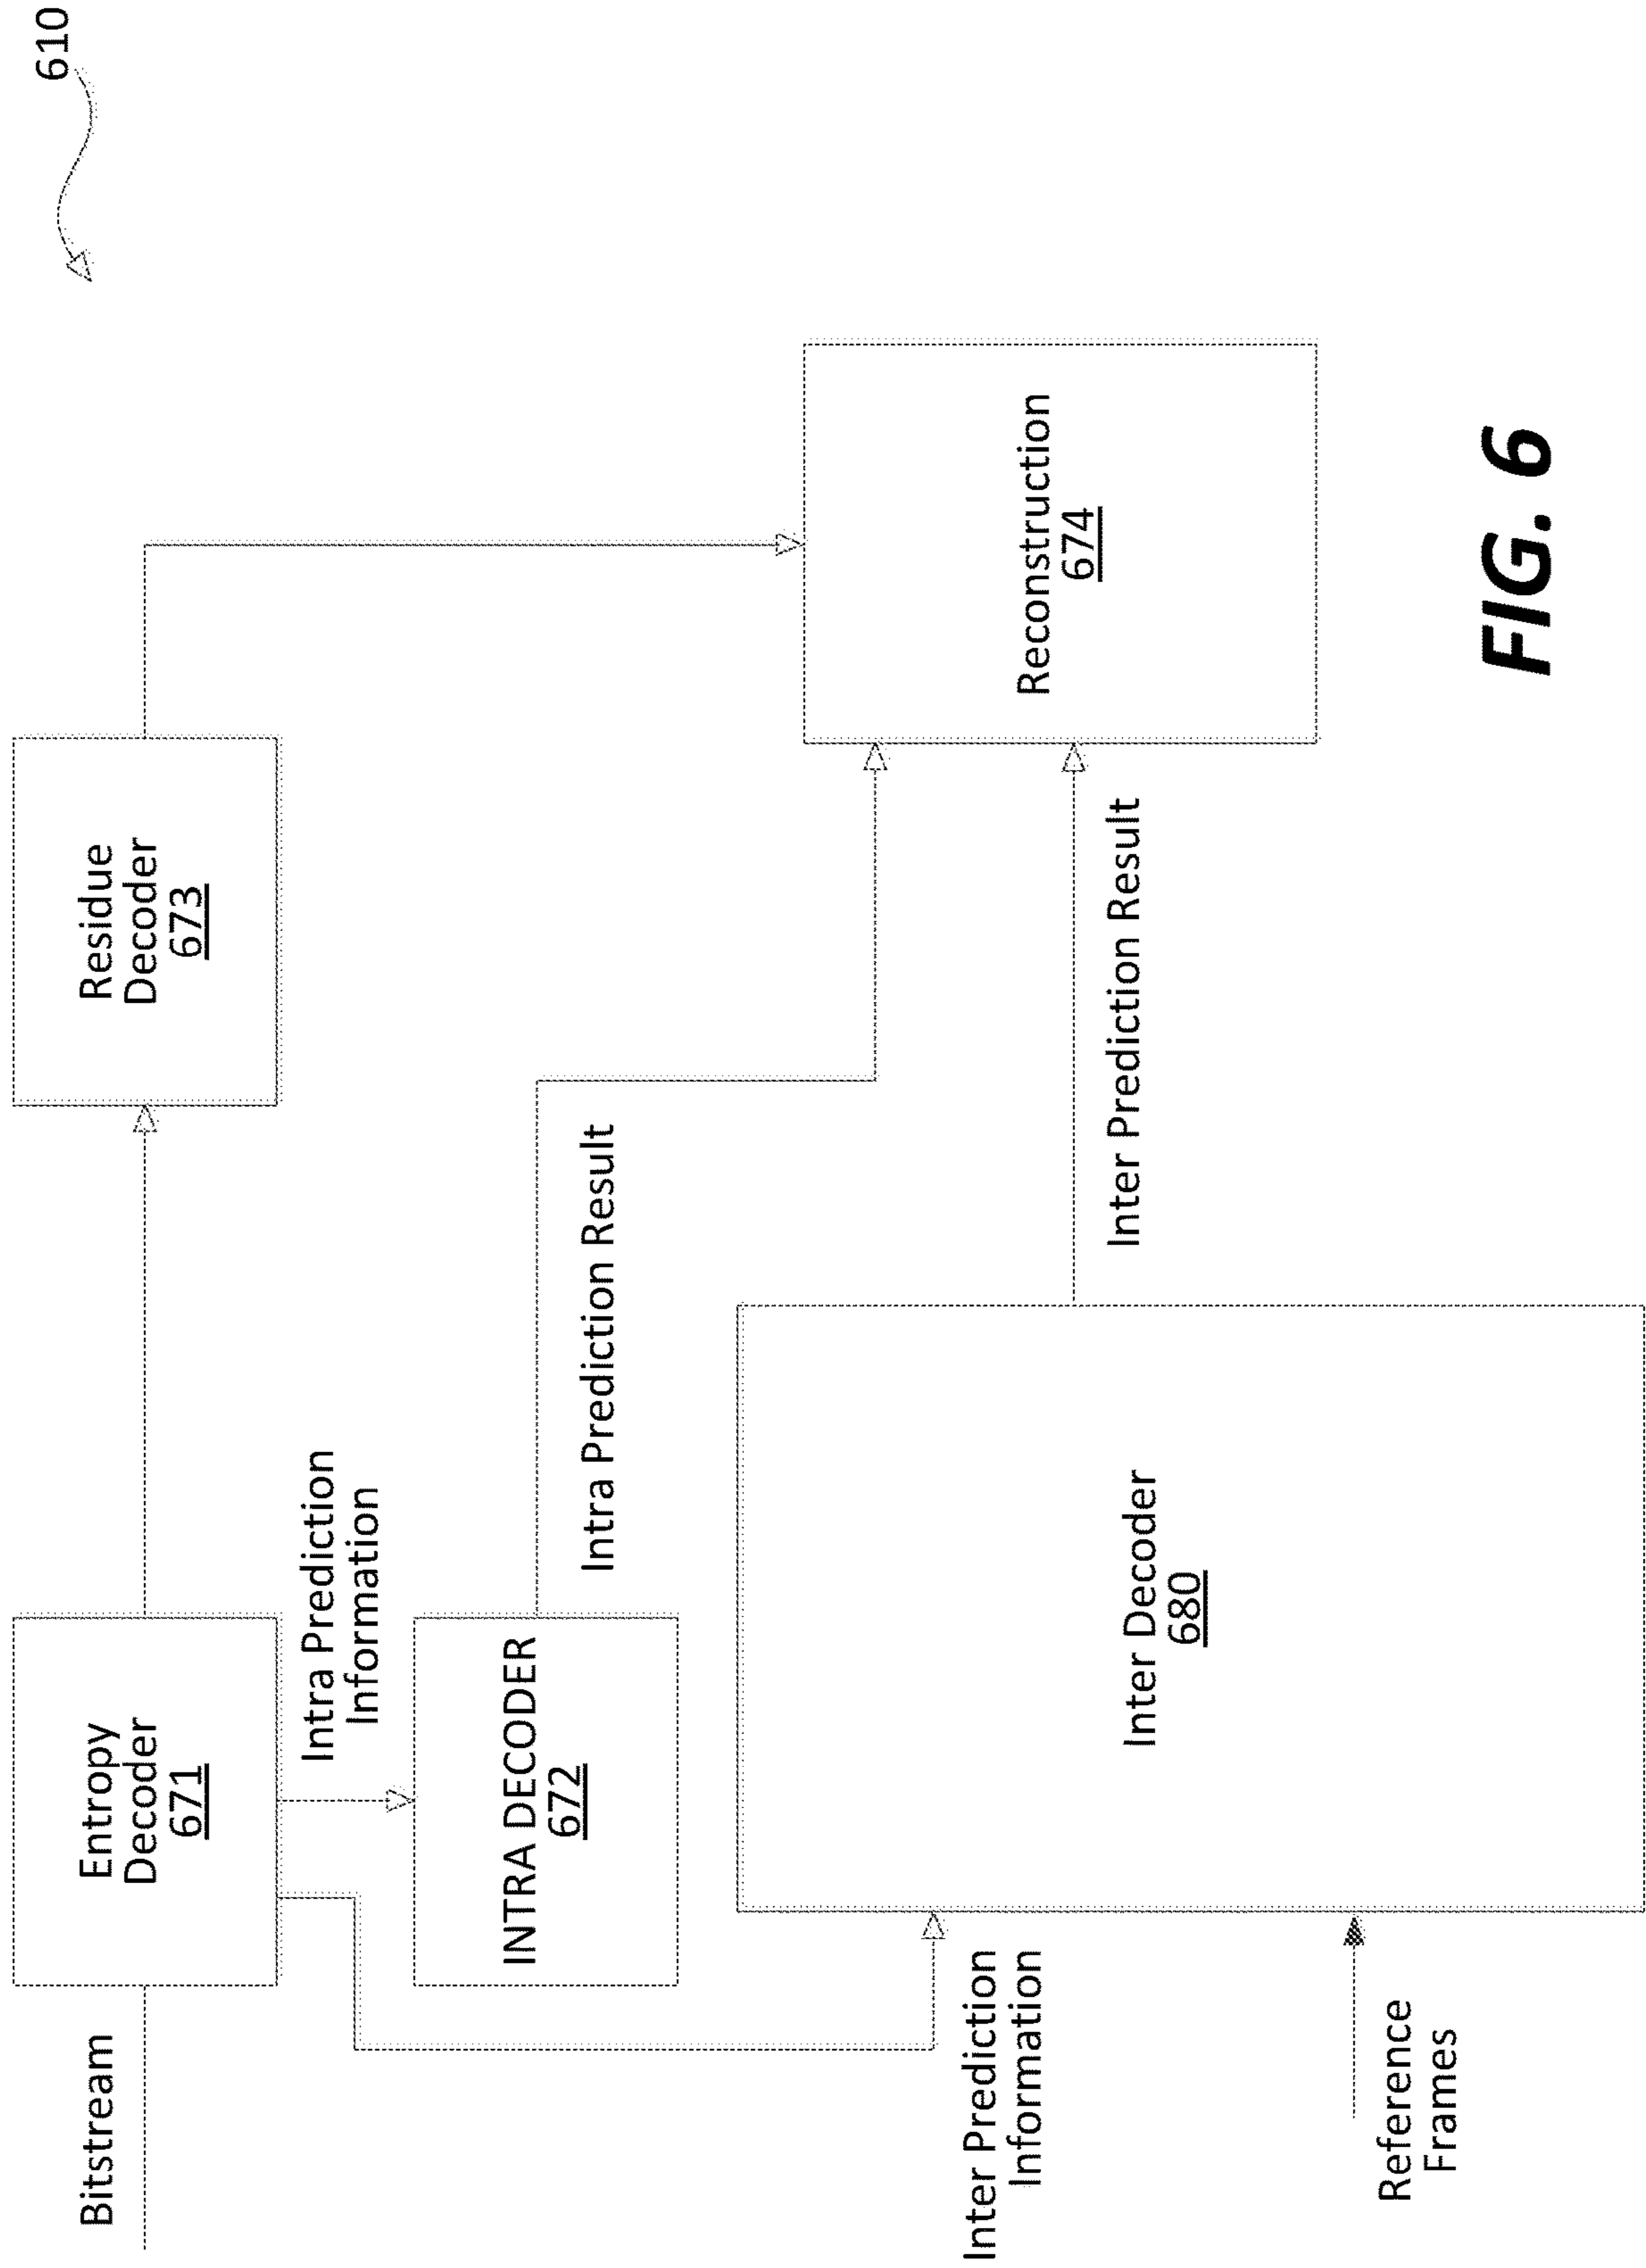 610
Bitstream
Entropy
Decoder
671
Residue
Decoder
673
Intra Prediction
Information
INTRA DECODER
672
Intra Prediction Result
Inter Prediction
Information
Inter Decoder
680
Reference
Frames
Inter Prediction Result
Reconstruction
674
FIG. 6